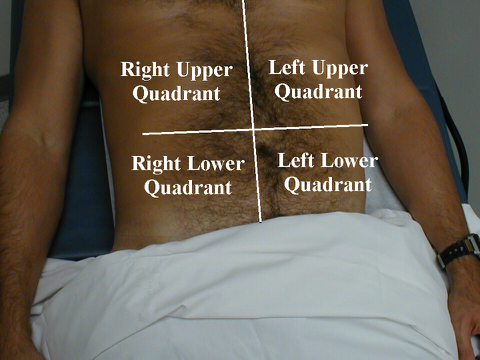 Right Upper
Quadrant
Left Upper
Quadrant
Right Lower
Quadrant
Left Lower
Quadrant